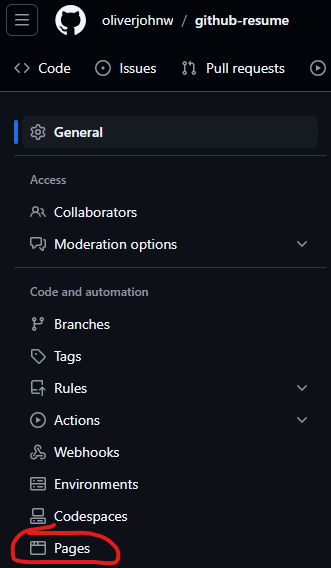 oliverjohnw / github-resume
Code Issues Pull requests
General
Access
Collaborators
Moderation options
Code and automation
Branches
Tags
Rules
Actions
Webhooks
Environments
Codespaces
Pages